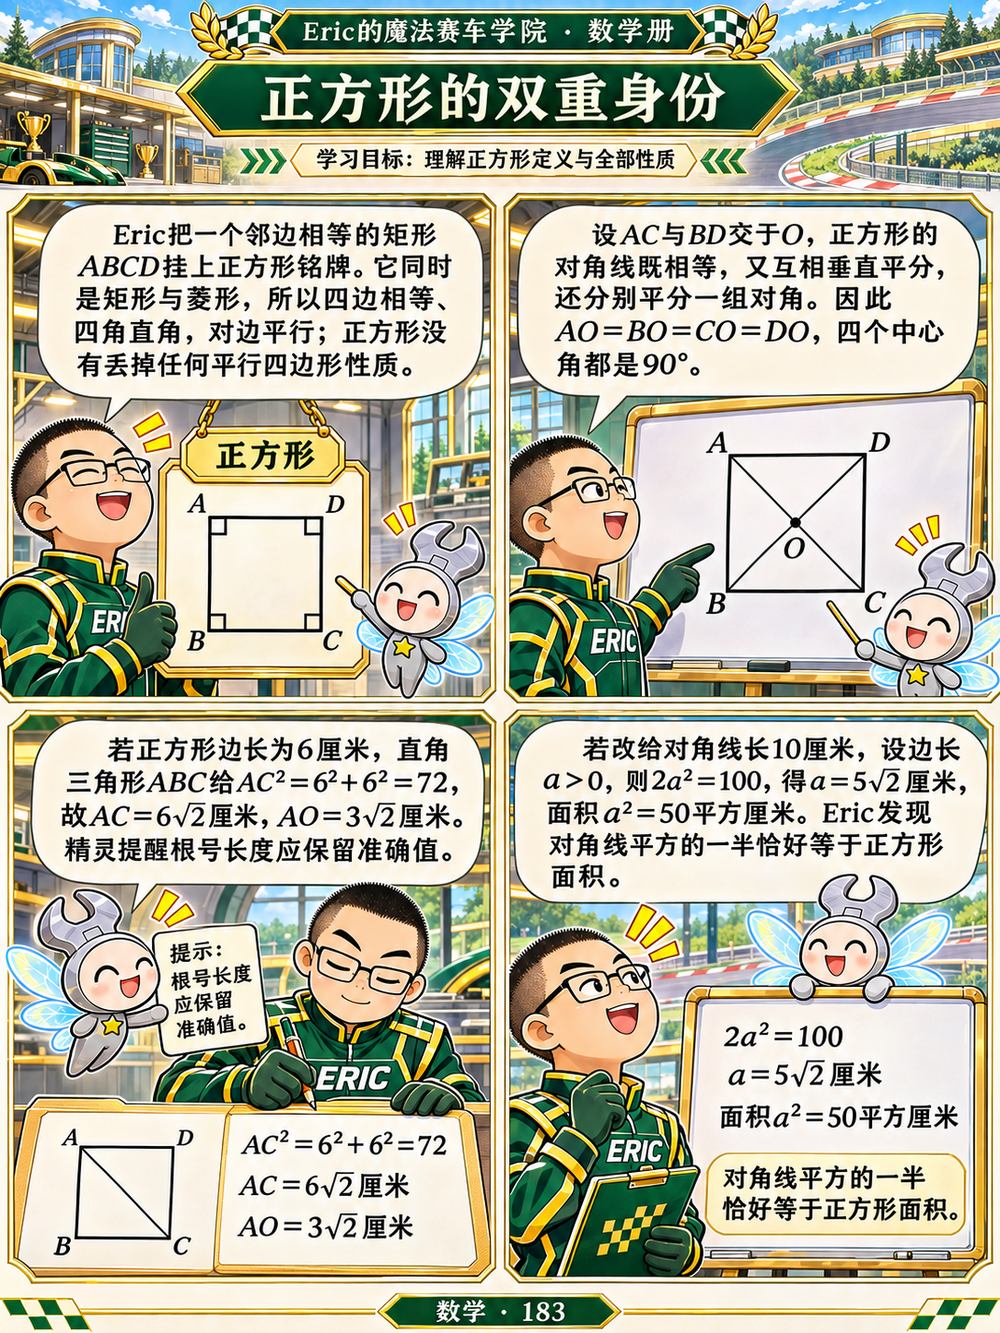 Eric的魔法赛车学院 · 数学册
正方形的双重身份
学习目标：理解正方形定义与全部性质
Eric把一个邻边相等的矩形
ABCD挂上正方形铭牌。它同时
是矩形与菱形，所以四边相等、
四角直角，对边平行；正方形没
有丢掉任何平行四边形性质。
正方形
A D
B C
ERIC
设AC与BD交于O，正方形的
对角线既相等，又互相垂直平分，
还分别平分一组对角。因此
AO=BO=CO=DO，四个中心
角都是90°。
A D
O
B C
ERIC
若正方形边长为6厘米，直角
三角形ABC给AC²=6²+6²=72，
故AC=6√2厘米，AO=3√2厘米。
精灵提醒根号长度应保留准确值。
提示：
根号长度
应保留
准确值。
ERIC
A D
B C
AC²=6²+6²=72
AC=6√2厘米
AO=3√2厘米
若改给对角线长10厘米，设边长
a>0，则2a²=100，得a=5√2厘米，
面积a²=50平方厘米。Eric发现
对角线平方的一半恰好等于正方形
面积。
2a²=100
a=5√2厘米
面积a²=50平方厘米
对角线平方的一半
恰好等于正方形面积。
ERIC
数学 · 183